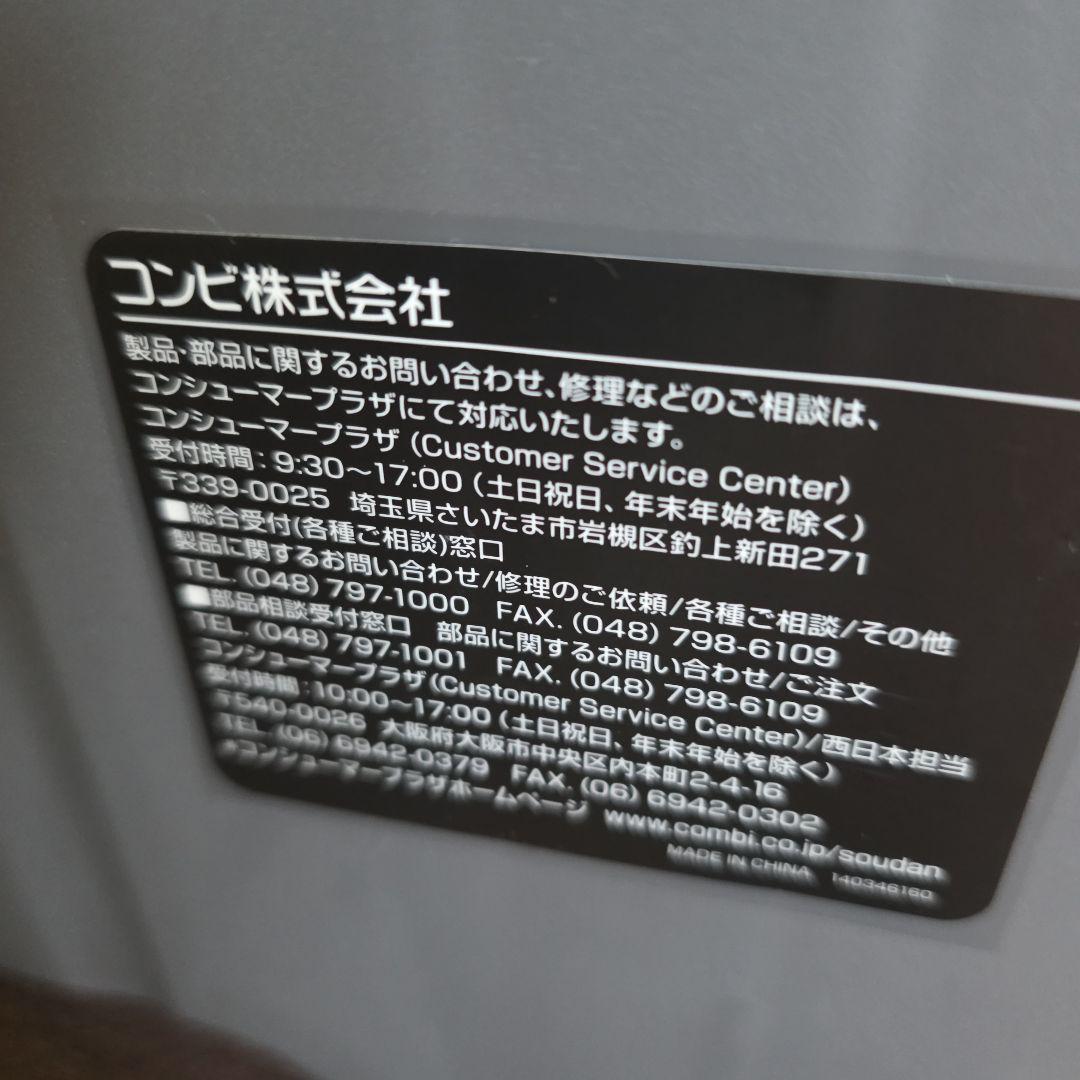 コンビ株式会社
製品・部品に関するお問い合わせ、修理などのご相談は、
コンシューマープラザにて対応いたします。
コンシューマープラザ (Customer Service Center)
受付時間：9:30～17:00（土日祝日、年末年始を除く）
〒339-0025 埼玉県さいたま市岩槻区釣上新田271
■総合受付(各種ご相談)窓口
製品に関するお問い合わせ/修理のご依頼/各種ご相談/その他
TEL.(048) 797-1000 FAX.(048) 798-6109
■部品相談受付窓口 部品に関するお問い合わせ/ご注文
TEL.(048) 797-1001 FAX.(048) 798-6109
コンシューマープラザ(Customer Service Center)/西日本担当
受付時間：10:00～17:00（土日祝日、年末年始を除く）
〒540-0026 大阪府大阪市中央区内本町2-4-16
TEL.(06) 6942-0379 FAX.(06) 6942-0302
コンシューマープラザホームページ www.combi.co.jp/soudan
MADE IN CHINA 140346160